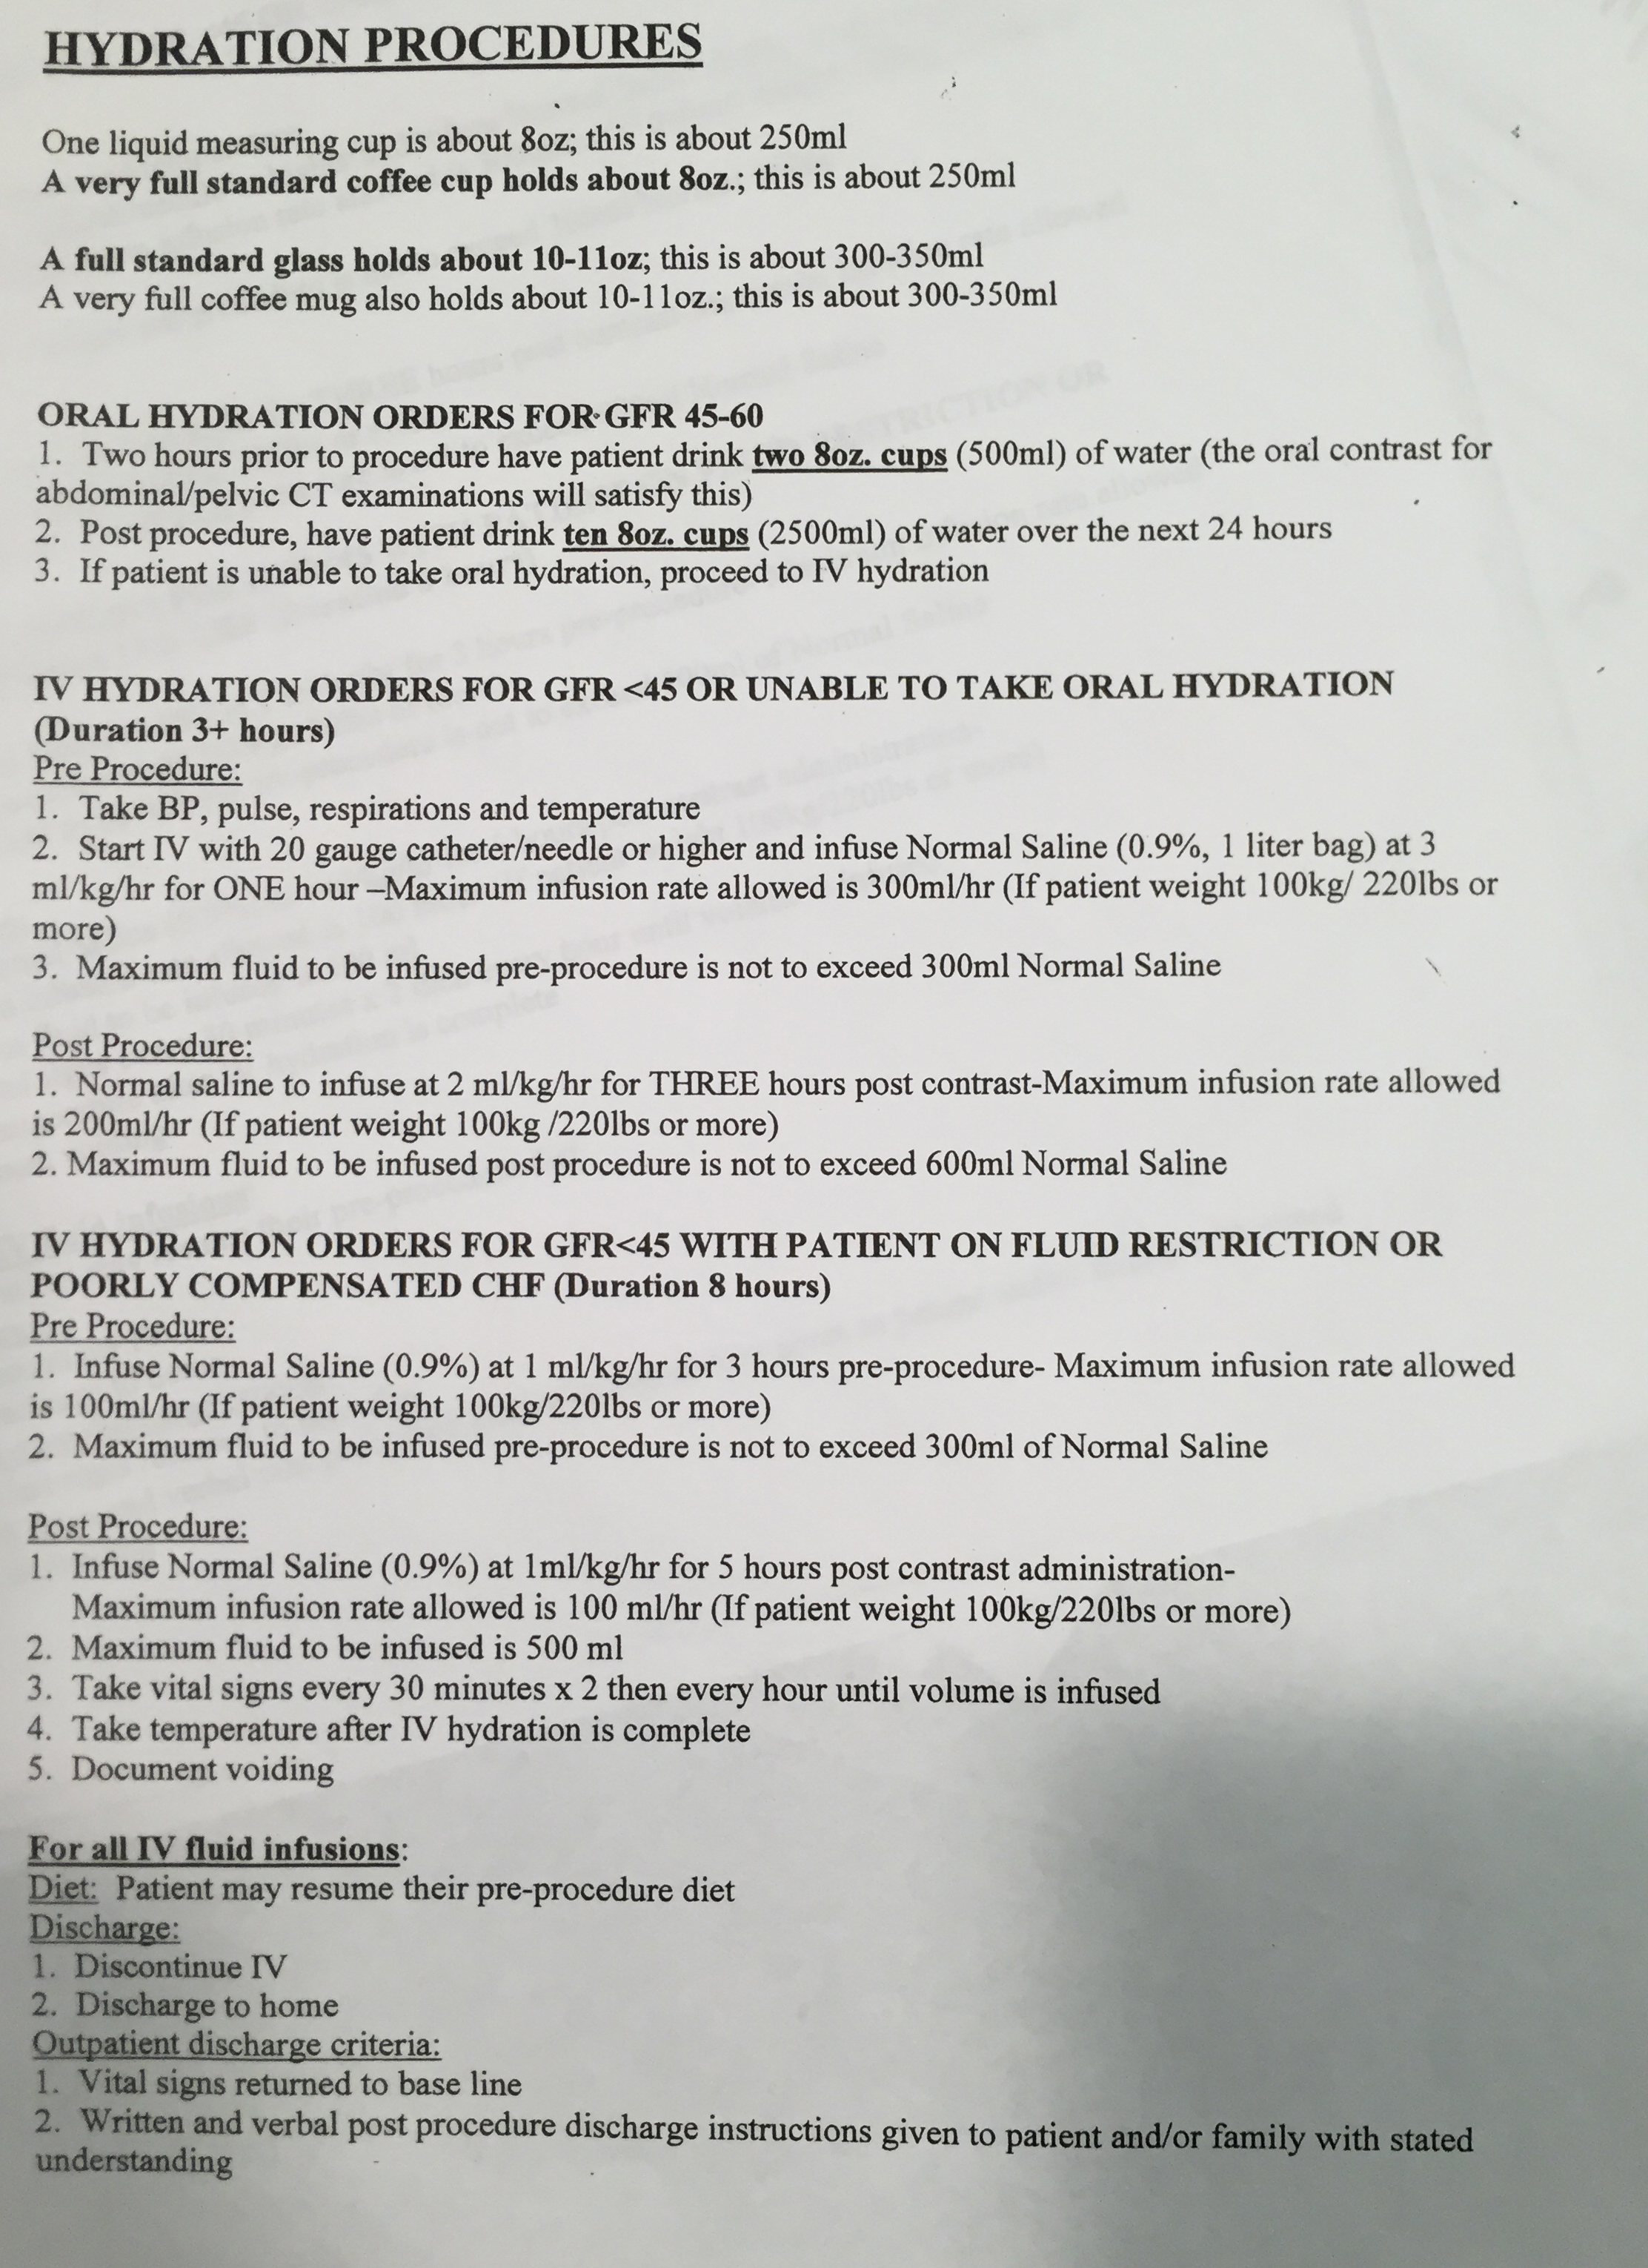 HYDRATION PROCEDURES
One liquid measuring cup is about 8oz; this is about 250ml
A very full standard coffee cup holds about 8oz.; this is about 250ml
A full standard glass holds about 10-11oz; this is about 300-350ml
A very full coffee mug also holds about 10-11oz.; this is about 300-350ml
ORAL HYDRATION ORDERS FOR GFR 45-60
1. Two hours prior to procedure have patient drink two 8oz. cups (500ml) of water (the oral contrast for
abdominal/pelvic CT examinations will satisfy this)
2. Post procedure, have patient drink ten 8oz. cups (2500ml) of water over the next 24 hours
3. If patient is unable to take oral hydration, proceed to IV hydration
IV HYDRATION ORDERS FOR GFR <45 OR UNABLE TO TAKE ORAL HYDRATION
(Duration 3+ hours)
Pre Procedure:
1. Take BP, pulse, respirations and temperature
2. Start IV with 20 gauge catheter/needle or higher and infuse Normal Saline (0.9%, 1 liter bag) at 3
ml/kg/hr for ONE hour –Maximum infusion rate allowed is 300ml/hr (If patient weight 100kg/ 220lbs or
more)
3. Maximum fluid to be infused pre-procedure is not to exceed 300ml Normal Saline
Post Procedure:
1. Normal saline to infuse at 2 ml/kg/hr for THREE hours post contrast-Maximum infusion rate allowed
is 200ml/hr (If patient weight 100kg /220lbs or more)
2. Maximum fluid to be infused post procedure is not to exceed 600ml Normal Saline
IV HYDRATION ORDERS FOR GFR<45 WITH PATIENT ON FLUID RESTRICTION OR
POORLY COMPENSATED CHF (Duration 8 hours)
Pre Procedure:
1. Infuse Normal Saline (0.9%) at 1 ml/kg/hr for 3 hours pre-procedure- Maximum infusion rate allowed
is 100ml/hr (If patient weight 100kg/220lbs or more)
2. Maximum fluid to be infused pre-procedure is not to exceed 300ml of Normal Saline
Post Procedure:
1. Infuse Normal Saline (0.9%) at 1ml/kg/hr for 5 hours post contrast administration-
Maximum infusion rate allowed is 100 ml/hr (If patient weight 100kg/220lbs or more)
2. Maximum fluid to be infused is 500 ml
3. Take vital signs every 30 minutes x 2 then every hour until volume is infused
4. Take temperature after IV hydration is complete
5. Document voiding
For all IV fluid infusions:
Diet: Patient may resume their pre-procedure diet
Discharge:
1. Discontinue IV
2. Discharge to home
Outpatient discharge criteria:
1. Vital signs returned to base line
2. Written and verbal post procedure discharge instructions given to patient and/or family with stated
understanding